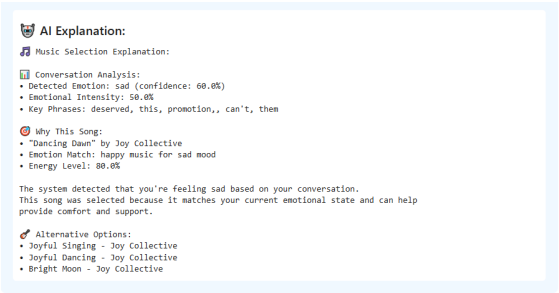 AI Explanation:
🎵 Music Selection Explanation:
📊 Conversation Analysis:
• Detected Emotion: sad (confidence: 60.0%)
• Emotional Intensity: 50.0%
• Key Phrases: deserved, this, promotion,, can't, them
🎯 Why This Song:
• "Dancing Dawn" by Joy Collective
• Emotion Match: happy music for sad mood
• Energy Level: 80.0%
The system detected that you're feeling sad based on your conversation.
This song was selected because it matches your current emotional state and can help
provide comfort and support.
🎸 Alternative Options:
• Joyful Singing - Joy Collective
• Joyful Dancing - Joy Collective
• Bright Moon - Joy Collective